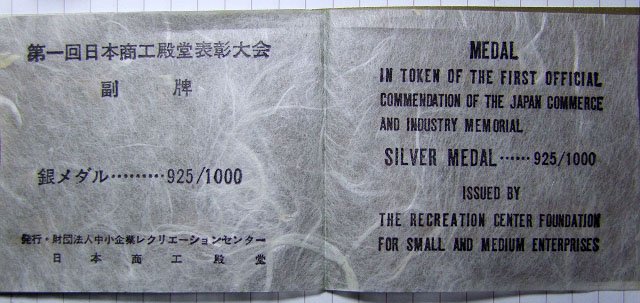 第一回日本商工殿堂表彰大会
副牌
銀メダル………925/1000
発行・財団法人中小企業レクリエーションセンター
日本商工殿堂
MEDAL
IN TOKEN OF THE FIRST OFFICIAL
COMMENDATION OF THE JAPAN COMMERCE
AND INDUSTRY MEMORIAL
SILVER MEDAL……925/1000
ISSUED BY
THE RECREATION CENTER FOUNDATION
FOR SMALL AND MEDIUM ENTERPRISES